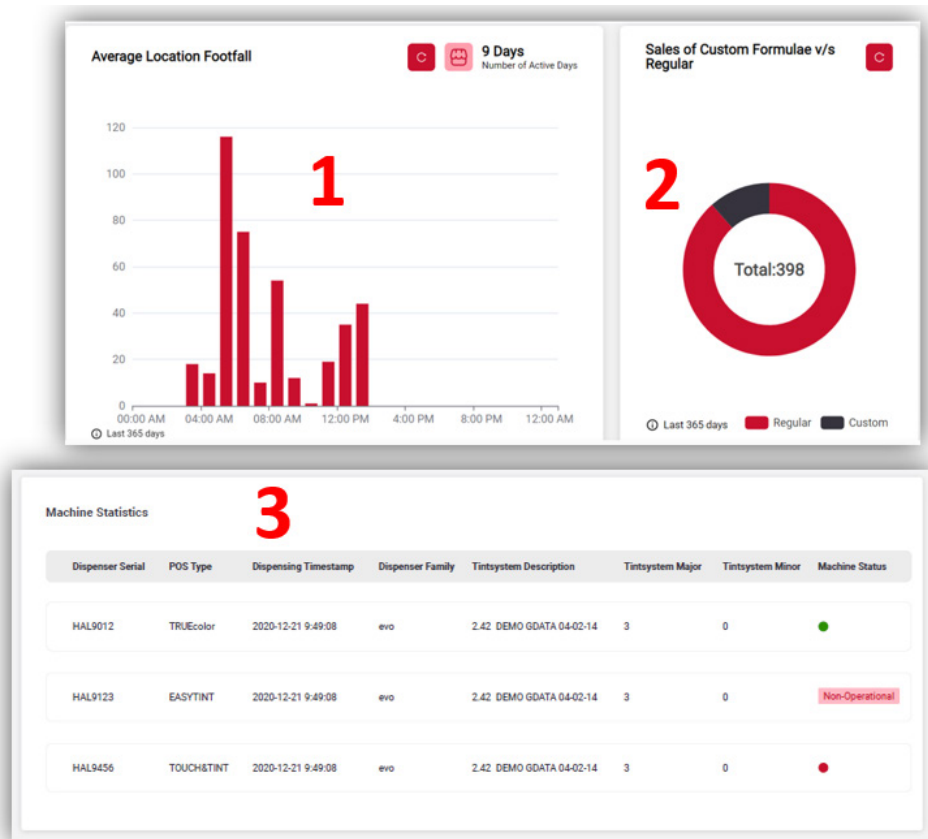 Average Location Footfall
9 Days
Number of Active Days
120
100
80
60
40
20
0
00:00 AM 04:00 AM 08:00 AM 12:00 PM 4:00 PM 8:00 PM 12:00 AM
Last 365 days
1
Sales of Custom Formulae v/s
Regular
2
Total:398
Last 365 days Regular Custom
Machine Statistics
3
Dispenser Serial POS Type Dispensing Timestamp Dispenser Family Tintsystem Description Tintsystem Major Tintsystem Minor Machine Status
HAL9012 TRUEcolor 2020-12-21 9:49:08 evo 2.42 DEMO GDATA 04-02-14 3 0
HAL9123 EASYTINT 2020-12-21 9:49:08 evo 2.42 DEMO GDATA 04-02-14 3 0 Non-Operational
HAL9456 TOUCH&TINT 2020-12-21 9:49:08 evo 2.42 DEMO GDATA 04-02-14 3 0